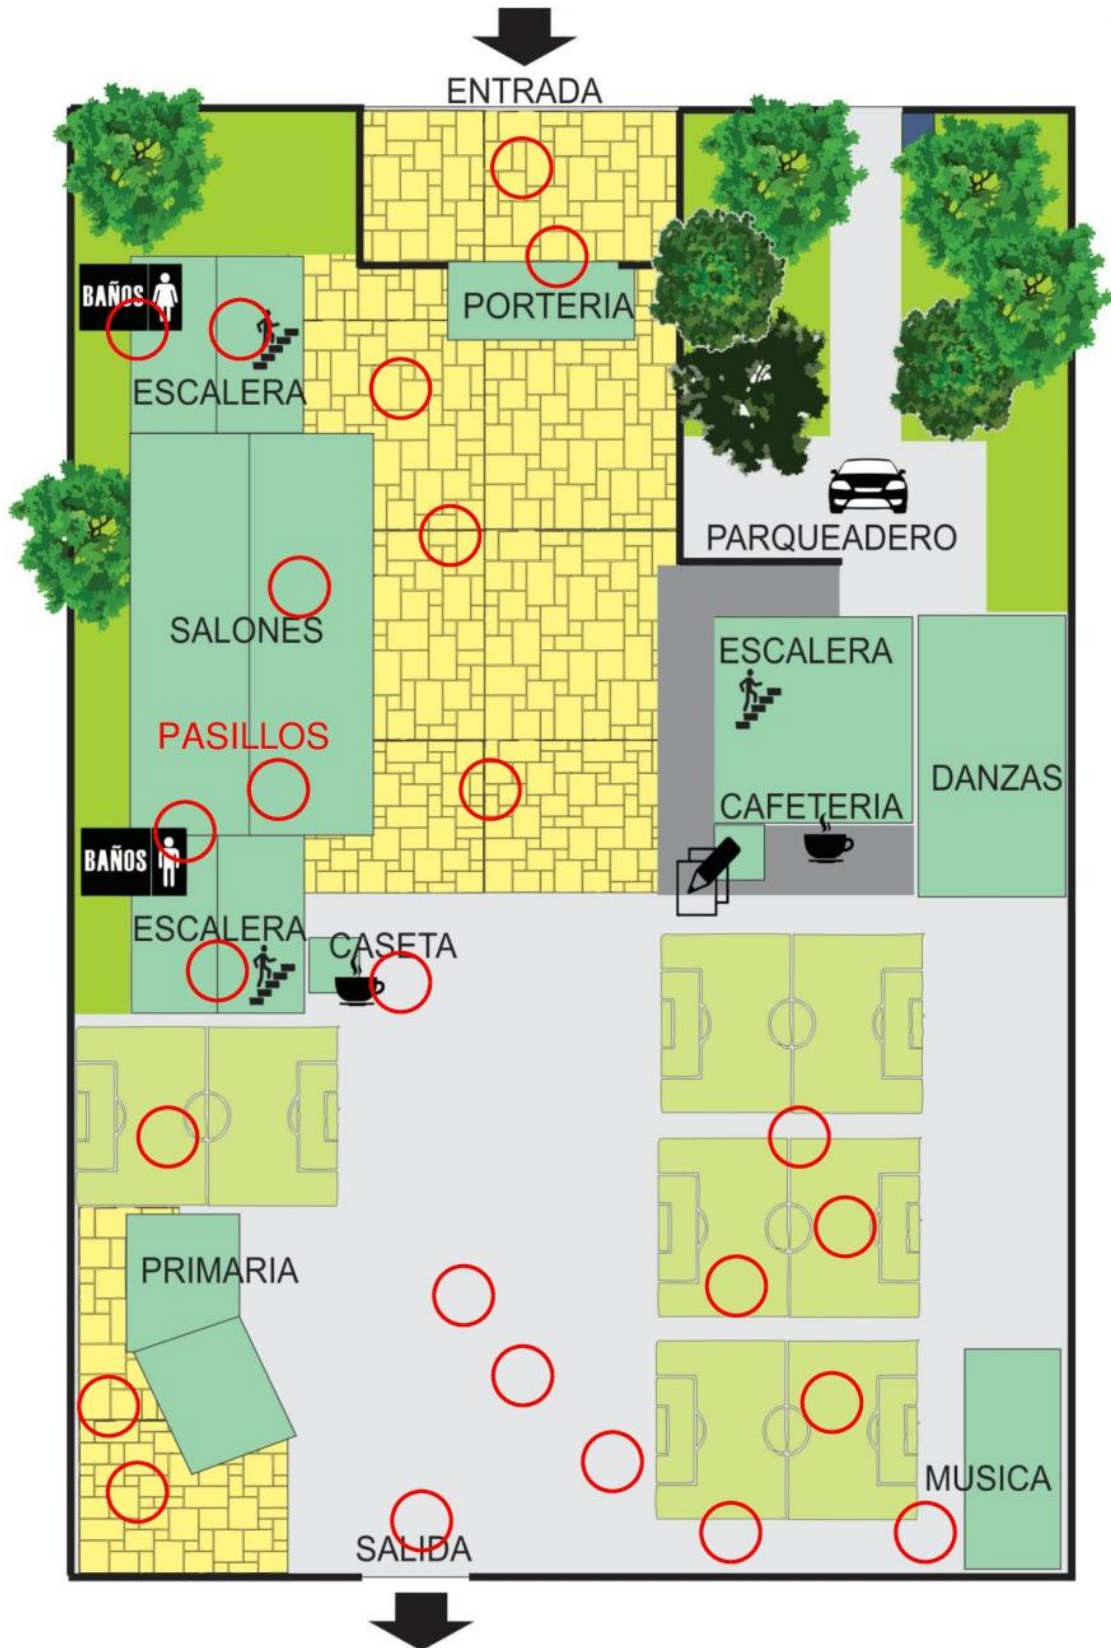 ENTRADA
BAÑOS
PORTERIA
ESCALERA
PARQUEADERO
SALONES
ESCALERA
PASILLOS
DANZAS
CAFETERIA
BAÑOS
ESCALERA
CASETA
PRIMARIA
MUSICA
SALIDA